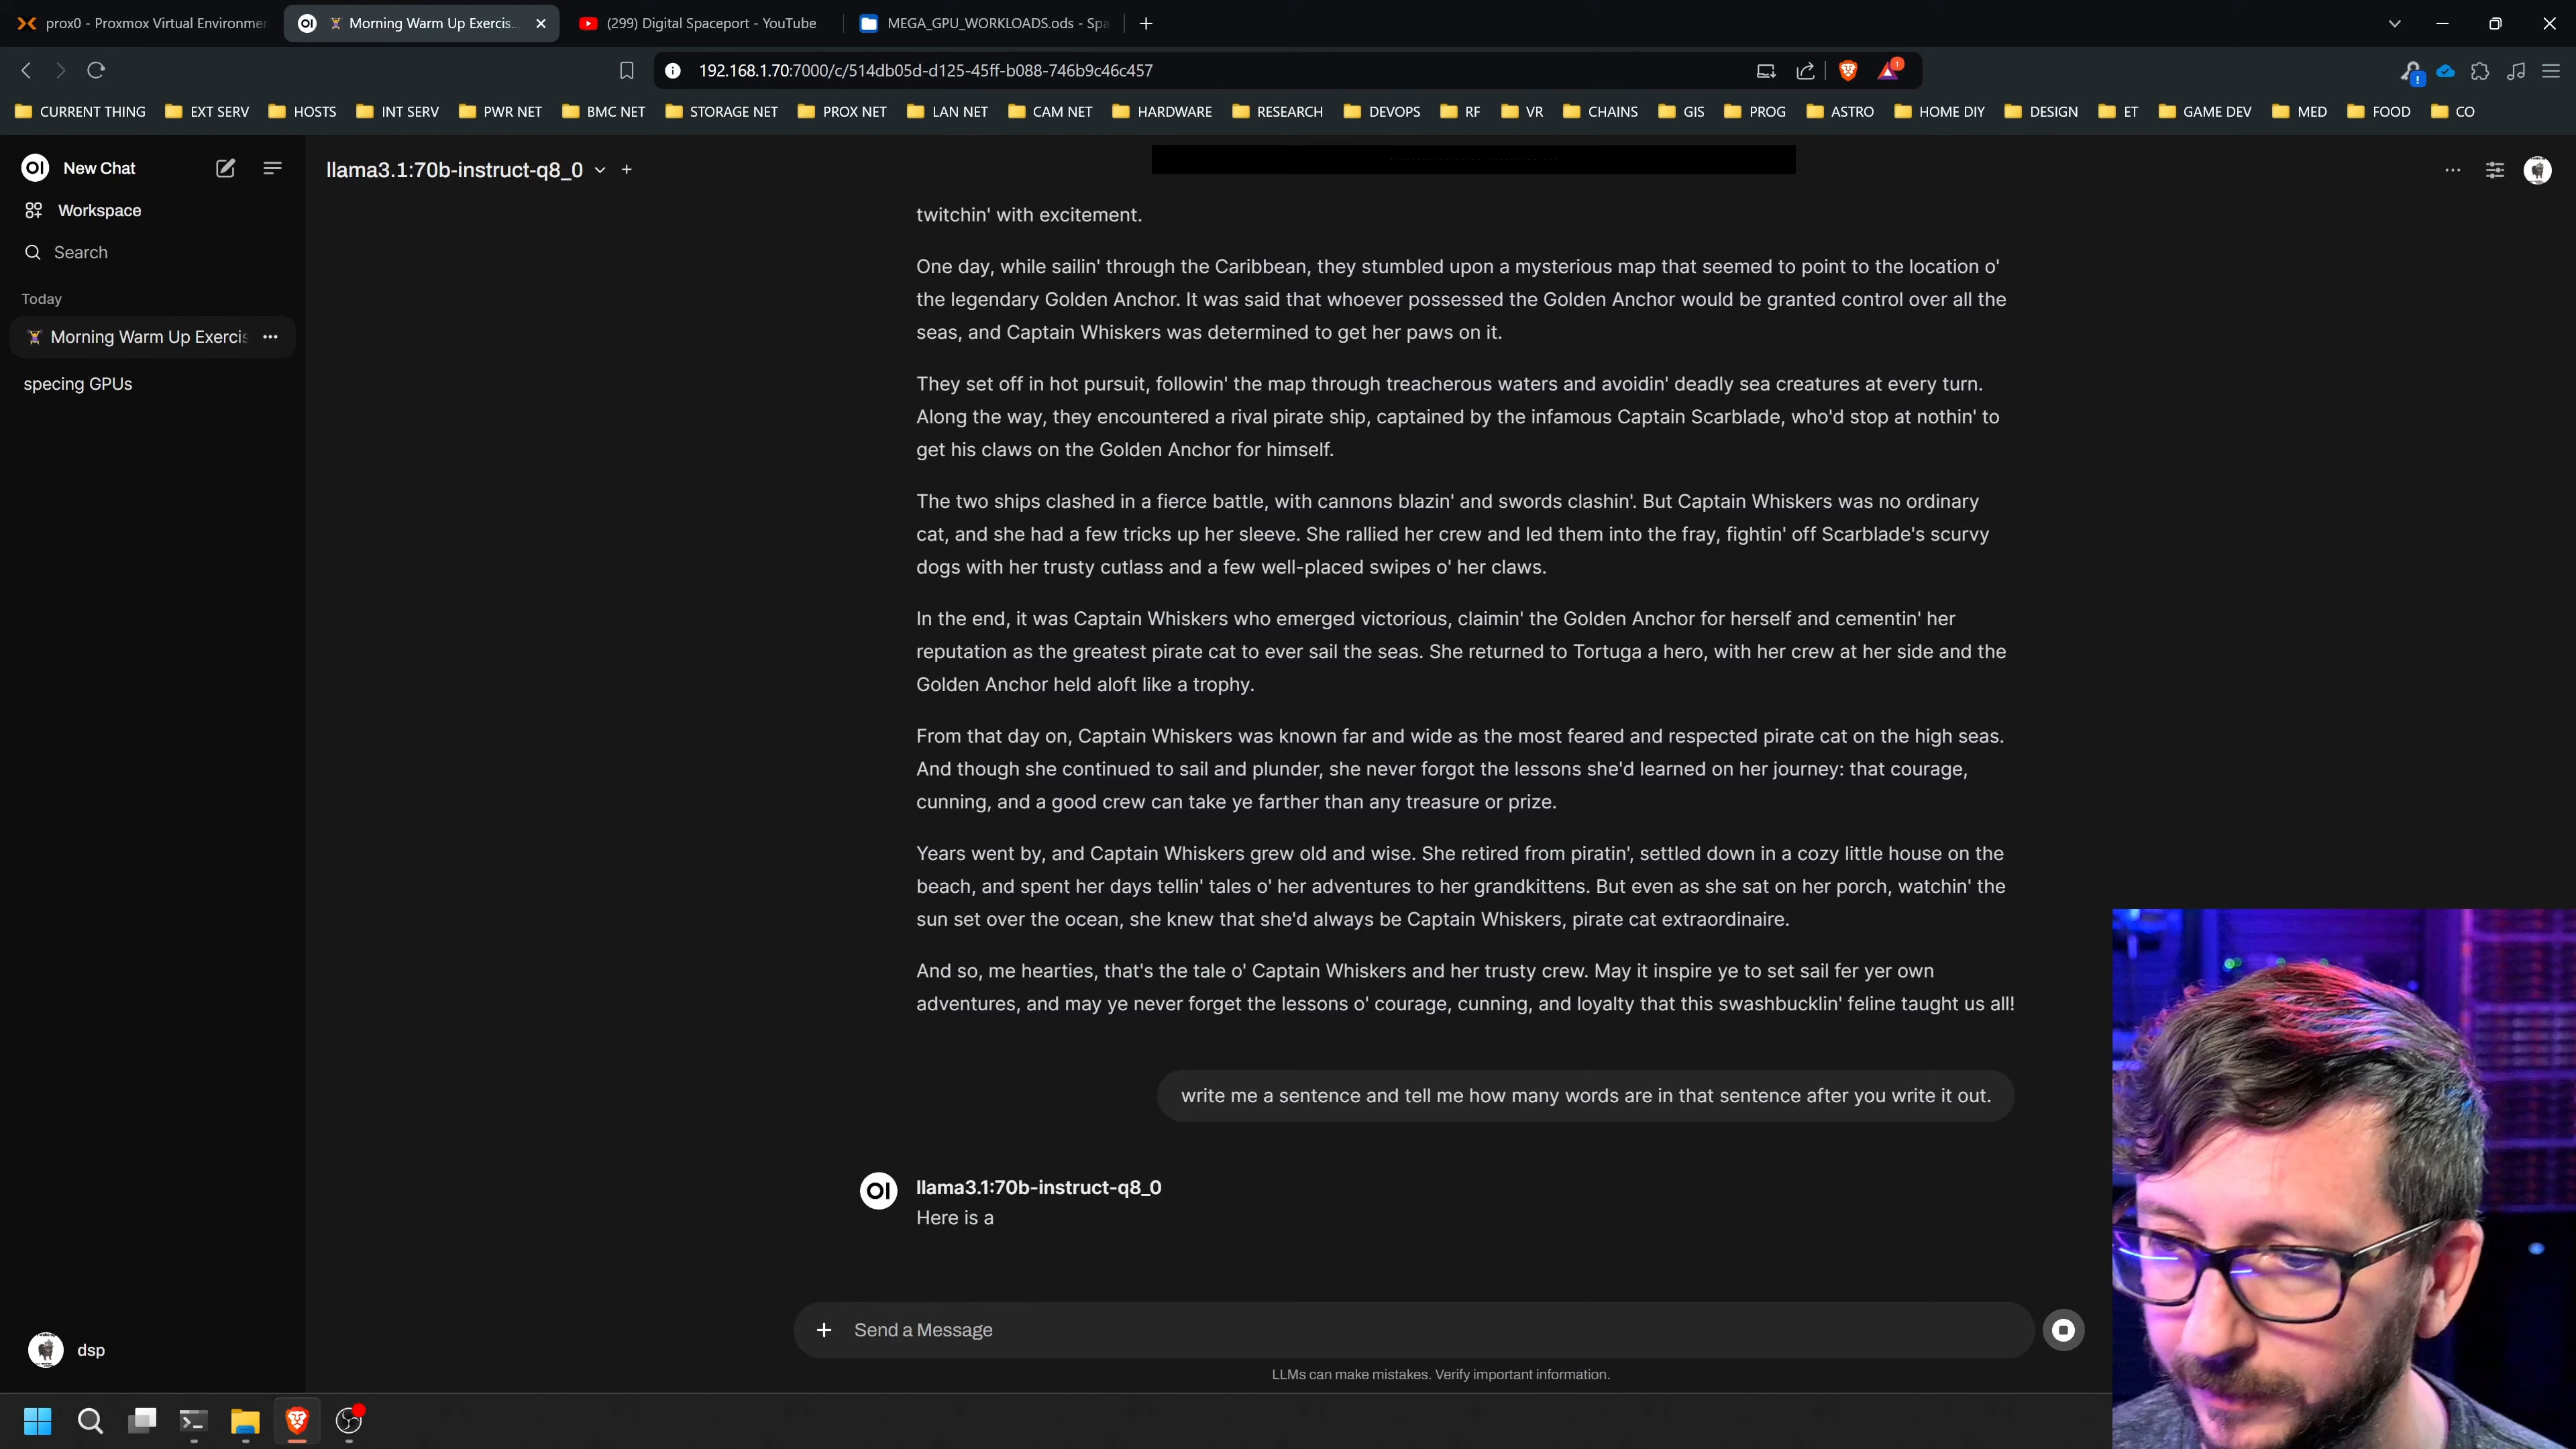 prox0 - Proxmox Virtual Environmer
Morning Warm Up Exercis...
(299) Digital Spaceport - YouTube
MEGA_GPU_WORKLOADS.ods - Spa
192.168.1.70:7000/c/514db05d-d125-45ff-b088-746b9c46c457
1
CURRENT THING EXT SERV HOSTS INT SERV PWR NET BMC NET STORAGE NET PROX NET LAN NET CAM NET HARDWARE RESEARCH DEVOPS RF VR CHAINS GIS PROG ASTRO HOME DIY DESIGN ET GAME DEV MED FOOD CO
OI New Chat
llama3.1:70b-instruct-q8_0
Workspace
Search
Today
Morning Warm Up Exercis
specing GPUs
twitchin' with excitement.
One day, while sailin' through the Caribbean, they stumbled upon a mysterious map that seemed to point to the location o'
the legendary Golden Anchor. It was said that whoever possessed the Golden Anchor would be granted control over all the
seas, and Captain Whiskers was determined to get her paws on it.
They set off in hot pursuit, followin' the map through treacherous waters and avoidin' deadly sea creatures at every turn.
Along the way, they encountered a rival pirate ship, captained by the infamous Captain Scarblade, who'd stop at nothin' to
get his claws on the Golden Anchor for himself.
The two ships clashed in a fierce battle, with cannons blazin' and swords clashin'. But Captain Whiskers was no ordinary
cat, and she had a few tricks up her sleeve. She rallied her crew and led them into the fray, fightin' off Scarblade's scurvy
dogs with her trusty cutlass and a few well-placed swipes o' her claws.
In the end, it was Captain Whiskers who emerged victorious, claimin' the Golden Anchor for herself and cementin' her
reputation as the greatest pirate cat to ever sail the seas. She returned to Tortuga a hero, with her crew at her side and the
Golden Anchor held aloft like a trophy.
From that day on, Captain Whiskers was known far and wide as the most feared and respected pirate cat on the high seas.
And though she continued to sail and plunder, she never forgot the lessons she'd learned on her journey: that courage,
cunning, and a good crew can take ye farther than any treasure or prize.
Years went by, and Captain Whiskers grew old and wise. She retired from piratin', settled down in a cozy little house on the
beach, and spent her days tellin' tales o' her adventures to her grandkittens. But even as she sat on her porch, watchin' the
sun set over the ocean, she knew that she'd always be Captain Whiskers, pirate cat extraordinaire.
And so, me hearties, that's the tale o' Captain Whiskers and her trusty crew. May it inspire ye to set sail fer yer own
adventures, and may ye never forget the lessons o' courage, cunning, and loyalty that this swashbucklin' feline taught us all!
write me a sentence and tell me how many words are in that sentence after you write it out.
OI llama3.1:70b-instruct-q8_0
Here is a
Send a Message
LLMs can make mistakes. Verify important information.
dsp